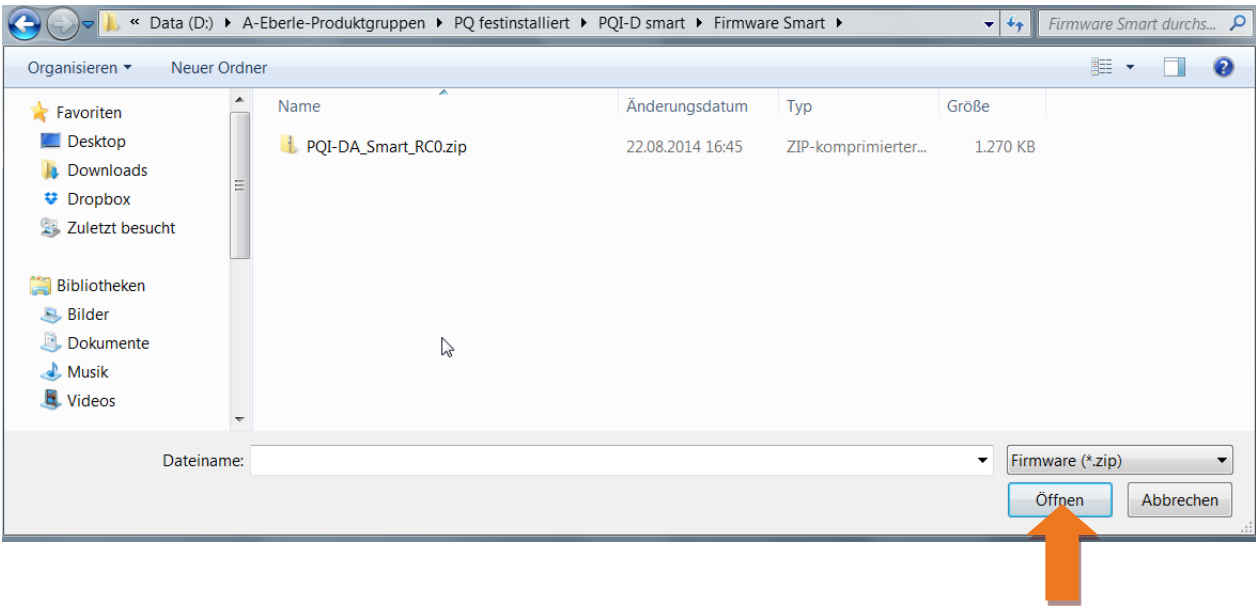 « Data (D:) A-Eberle-Produktgruppen PQ festinstalliert PQI-D smart Firmware Smart Firmware Smart durchs...
Organisieren Neuer Ordner
Name Änderungsdatum Typ Größe
Favoriten
Desktop
Downloads
Dropbox
Zuletzt besucht
Bibliotheken
Bilder
Dokumente
Musik
Videos
PQI-DA_Smart_RC0.zip 22.08.2014 16:45 ZIP-komprimierter... 1.270 KB
Dateiname: Firmware (*.zip)
Öffnen Abbrechen